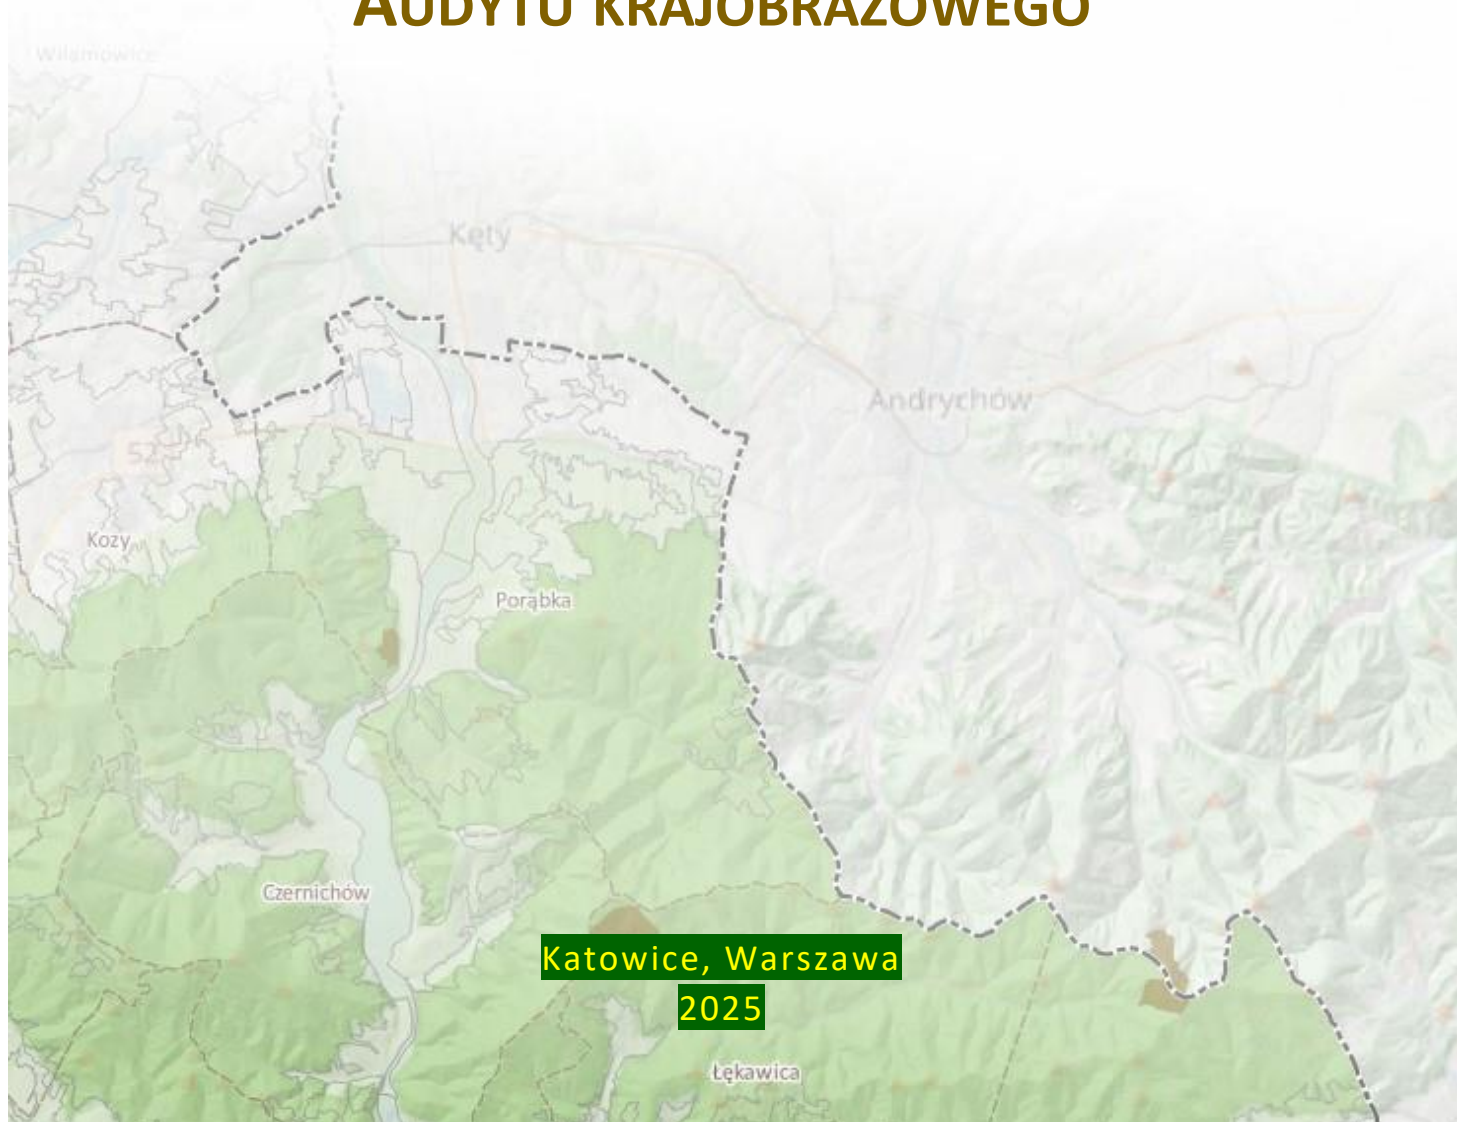 AUDYTU KRAJOBRAZOWEGO
Wilamowice
Kęty
Andrychów
52
Kozy
Porąbka
Czernichów
Katowice, Warszawa
2025
Łękawica